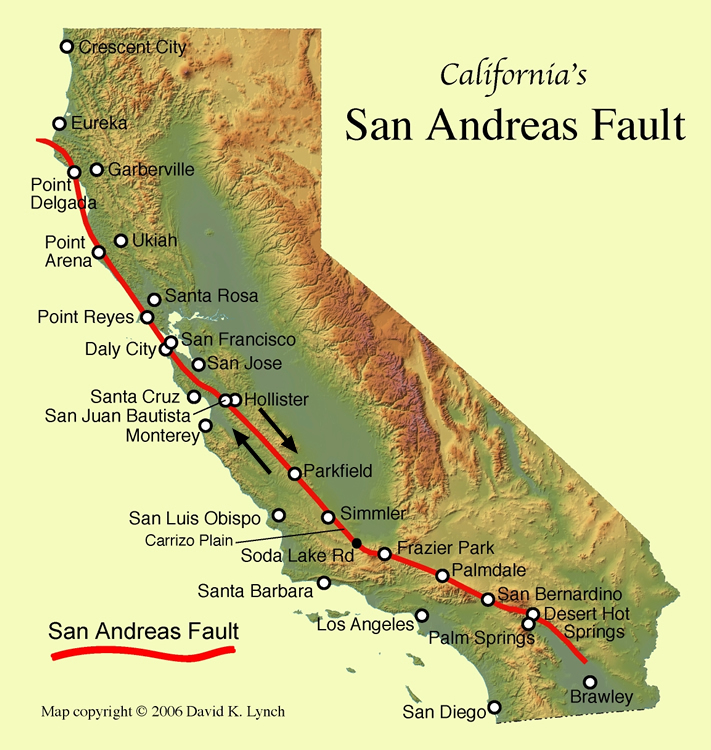 California's
San Andreas Fault
Crescent City
Eureka
Garberville
Point
Delgada
Ukiah
Point
Arena
Santa Rosa
Point Reyes
San Francisco
Daly City
San Jose
Santa Cruz
Hollister
San Juan Bautista
Monterey
Parkfield
San Luis Obispo
Simmler
Carrizo Plain
Soda Lake Rd
Frazier Park
Palmdale
Santa Barbara
San Bernardino
Los Angeles
Desert Hot
Springs
Palm Springs
San Andreas Fault
Brawley
San Diego
Map copyright © 2006 David K. Lynch